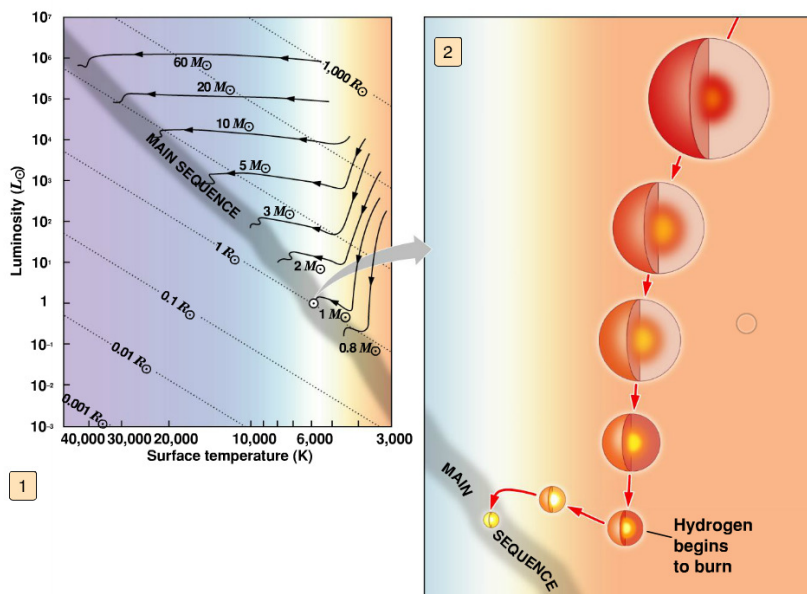 10⁷
10⁶
10⁵
10⁴
10³
10²
10¹
1
10⁻¹
10⁻²
10⁻³
Luminosity (L☉)
60 M☉
20 M☉
10 M☉
5 M☉
3 M☉
2 M☉
1 M☉
0.8 M☉
1,000 R☉
1 R☉
0.1 R☉
0.01 R☉
0.001 R☉
MAIN SEQUENCE
40,000 30,000 20,000 10,000 6,000 3,000
Surface temperature (K)
1
2
MAIN
SEQUENCE
Hydrogen
begins
to burn